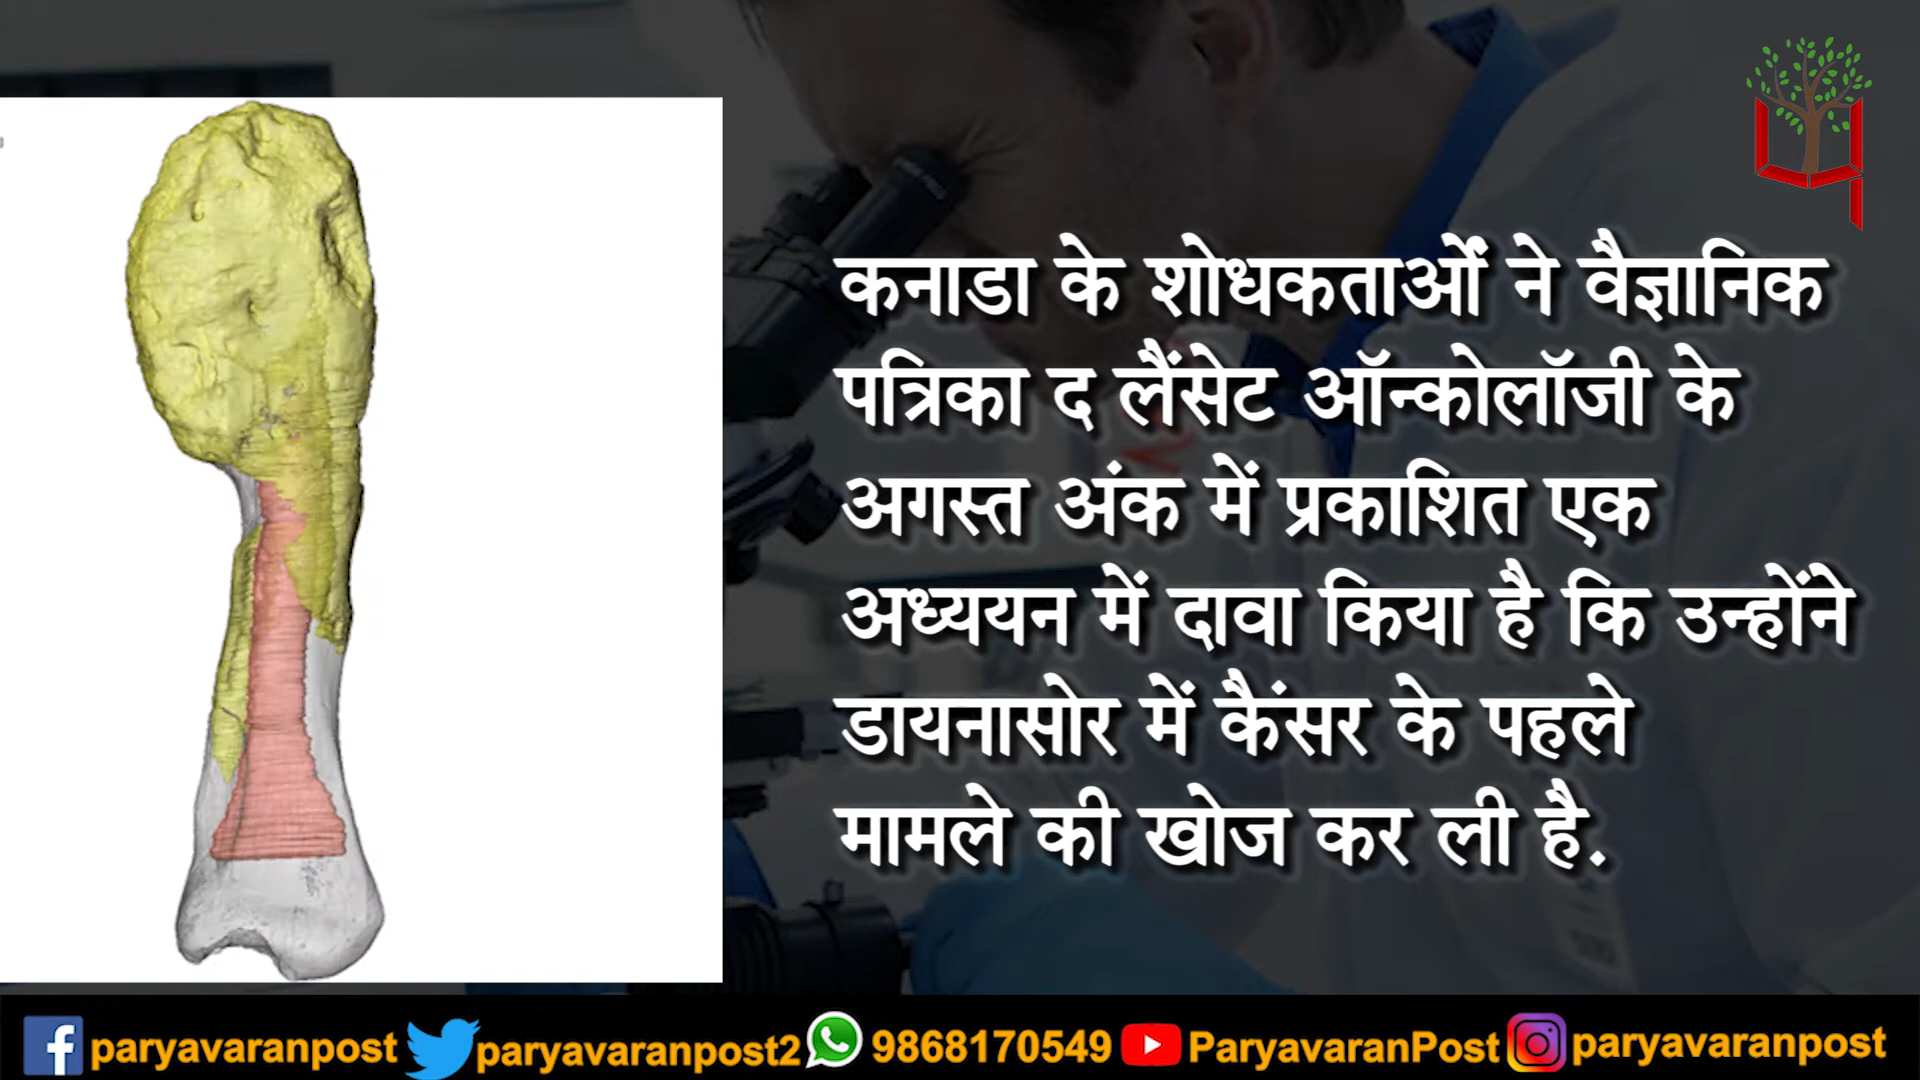 कनाडा के शोधकताओं ने वैज्ञानिक
पत्रिका द लैंसेट ऑन्कोलॉजी के
अगस्त अंक में प्रकाशित एक
अध्ययन में दावा किया है कि उन्होंने
डायनासोर में कैंसर के पहले
मामले की खोज कर ली है.
paryavaranpost paryavaranpost2 9868170549 ParyavaranPost paryavaranpost